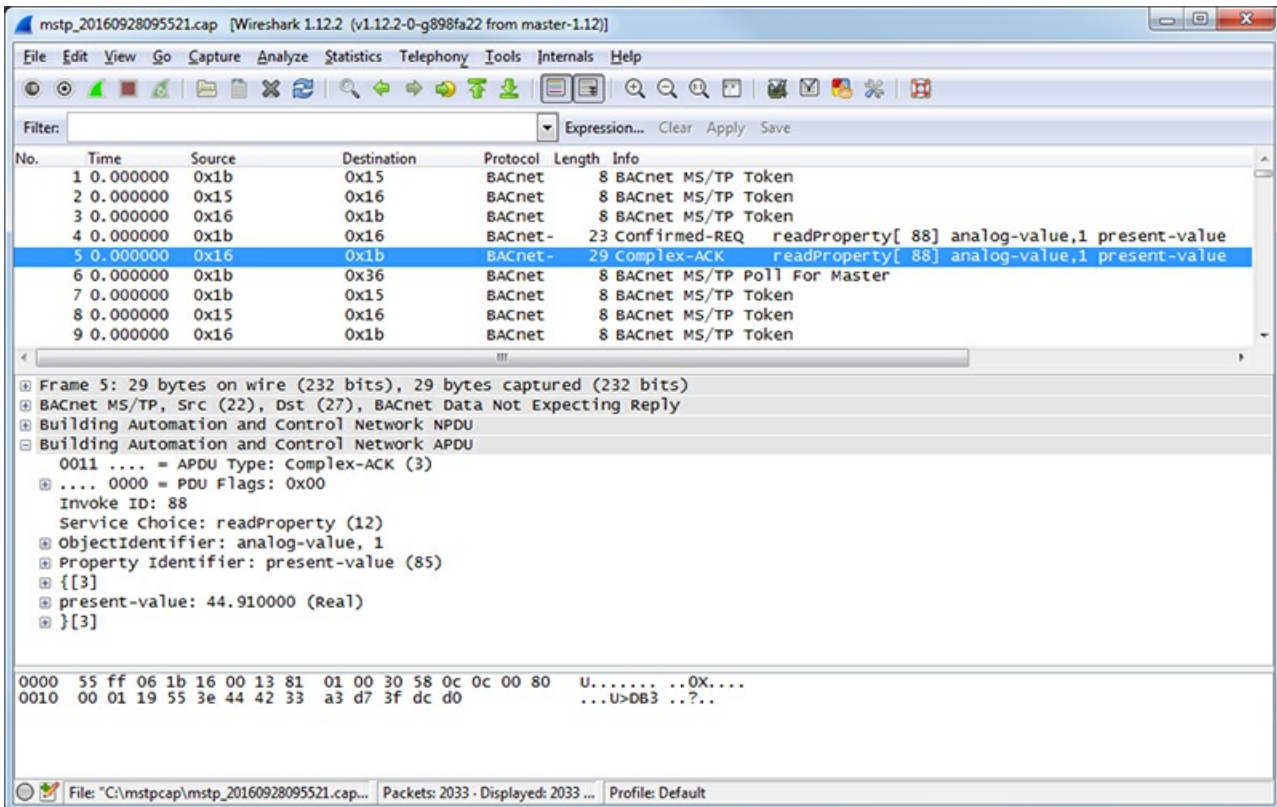 mstp_20160928095521.cap [Wireshark 1.12.2 (v1.12.2-0-g898fa22 from master-1.12)]
File Edit View Go Capture Analyze Statistics Telephony Tools Internals Help
Filter: Expression... Clear Apply Save
No. Time Source Destination Protocol Length Info
1 0.000000 0x1b 0x15 BACnet 8 BACnet MS/TP Token
2 0.000000 0x15 0x16 BACnet 8 BACnet MS/TP Token
3 0.000000 0x16 0x1b BACnet 8 BACnet MS/TP Token
4 0.000000 0x1b 0x16 BACnet- 23 Confirmed-REQ readProperty[ 88] analog-value,1 present-value
5 0.000000 0x16 0x1b BACnet- 29 Complex-ACK readProperty[ 88] analog-value,1 present-value
6 0.000000 0x1b 0x36 BACnet 8 BACnet MS/TP Poll For Master
7 0.000000 0x1b 0x15 BACnet 8 BACnet MS/TP Token
8 0.000000 0x15 0x16 BACnet 8 BACnet MS/TP Token
9 0.000000 0x16 0x1b BACnet 8 BACnet MS/TP Token
Frame 5: 29 bytes on wire (232 bits), 29 bytes captured (232 bits)
BACnet MS/TP, Src (22), Dst (27), BACnet Data Not Expecting Reply
Building Automation and Control Network NPDU
Building Automation and Control Network APDU
0011 .... = APDU Type: Complex-ACK (3)
.... 0000 = PDU Flags: 0x00
Invoke ID: 88
Service Choice: readProperty (12)
ObjectIdentifier: analog-value, 1
Property Identifier: present-value (85)
{[3]
present-value: 44.910000 (Real)
}[3]
0000 55 ff 06 1b 16 00 13 81 01 00 30 58 0c 0c 00 80 U....... ..0X....
0010 00 01 19 55 3e 44 42 33 a3 d7 3f dc d0 ...U>DB3 ..?..
File: "C:\mstpcap\mstp_20160928095521.cap... Packets: 2033 · Displayed: 2033 ... Profile: Default